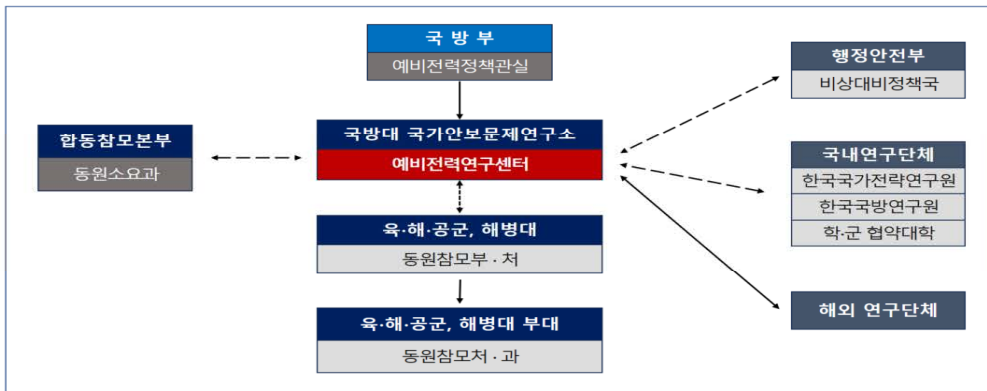 국 방 부
예비전력정책관실
행정안전부
비상대비정책국
합동참모본부
동원소요과
국방대 국가안보문제연구소
예비전력연구센터
국내연구단체
한국국가전략연구원
한국국방연구원
학·군 협약대학
육·해·공군, 해병대
동원참모부 · 처
해외 연구단체
육·해·공군, 해병대 부대
동원참모처 · 과